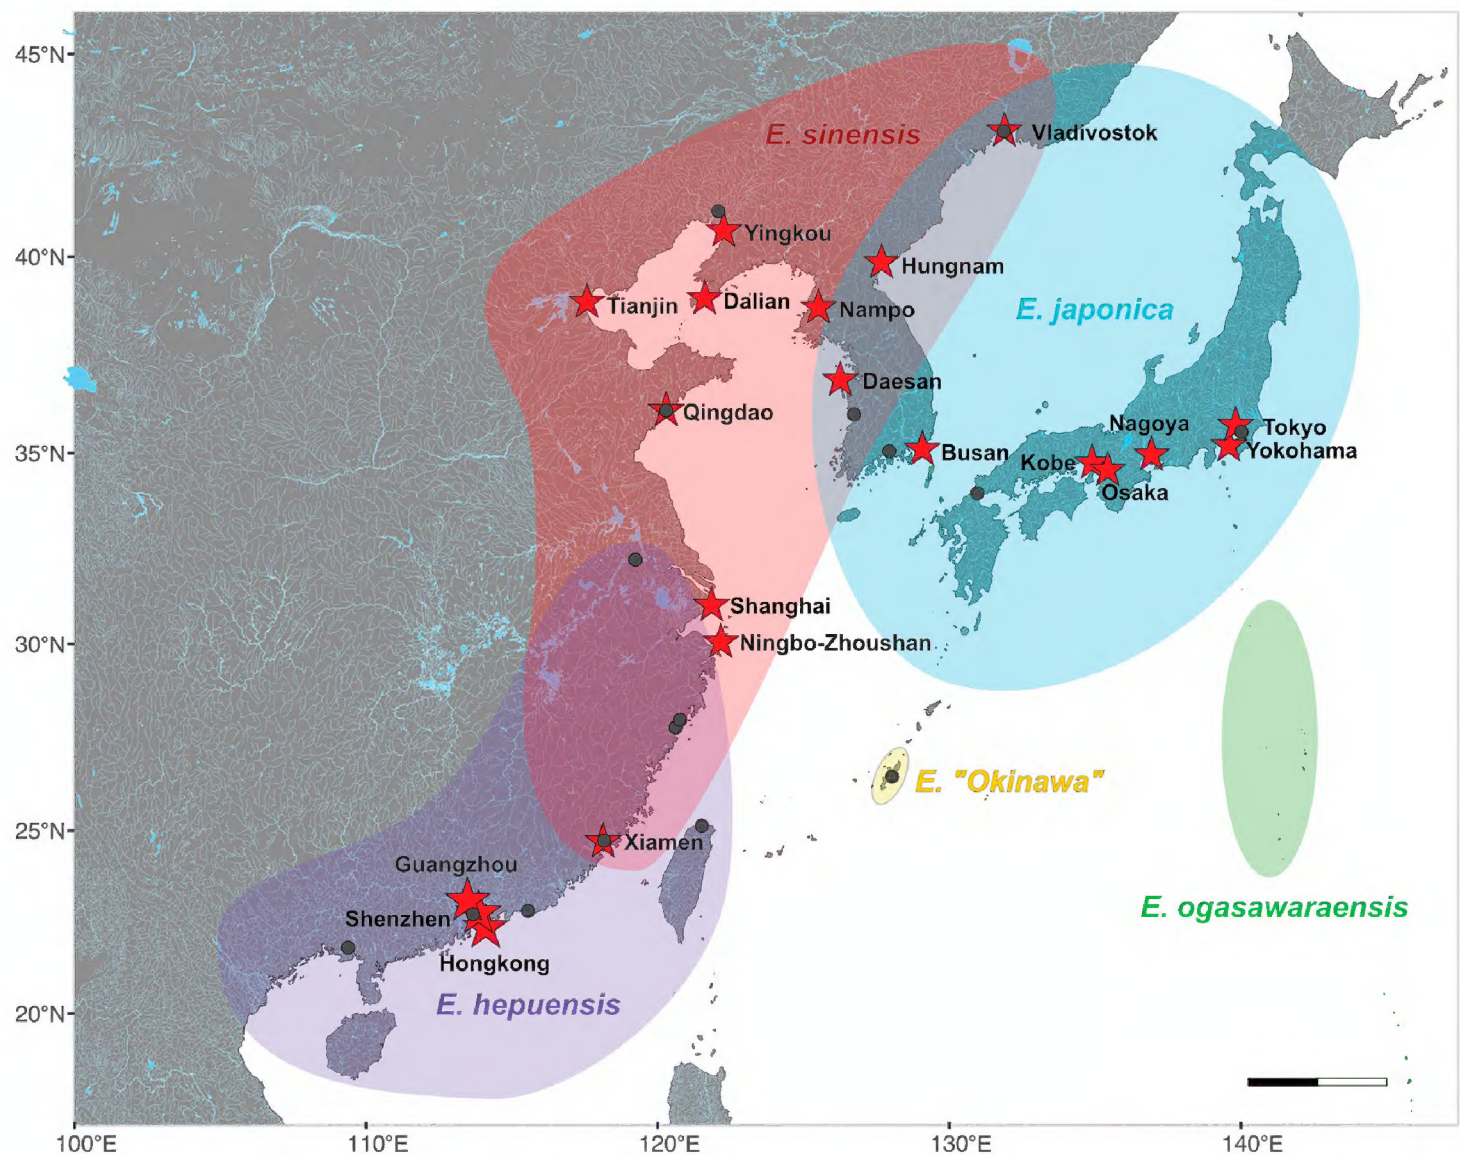 45°N
E. sinensis
Vladivostok
Yingkou
40°N
Hungnam
Tianjin
Dalian
Nampo
E. japonica
Daesan
Qingdao
Nagoya
Tokyo
35°N
Busan
Kobe
Yokohama
Osaka
Shanghai
30°N
Ningbo-Zhoushan
E. "Okinawa"
25°N
Xiamen
Guangzhou
Shenzhen
E. ogasawaraensis
Hongkong
E. hepuensis
20°N
100°E
110°E
120°E
130°E
140°E